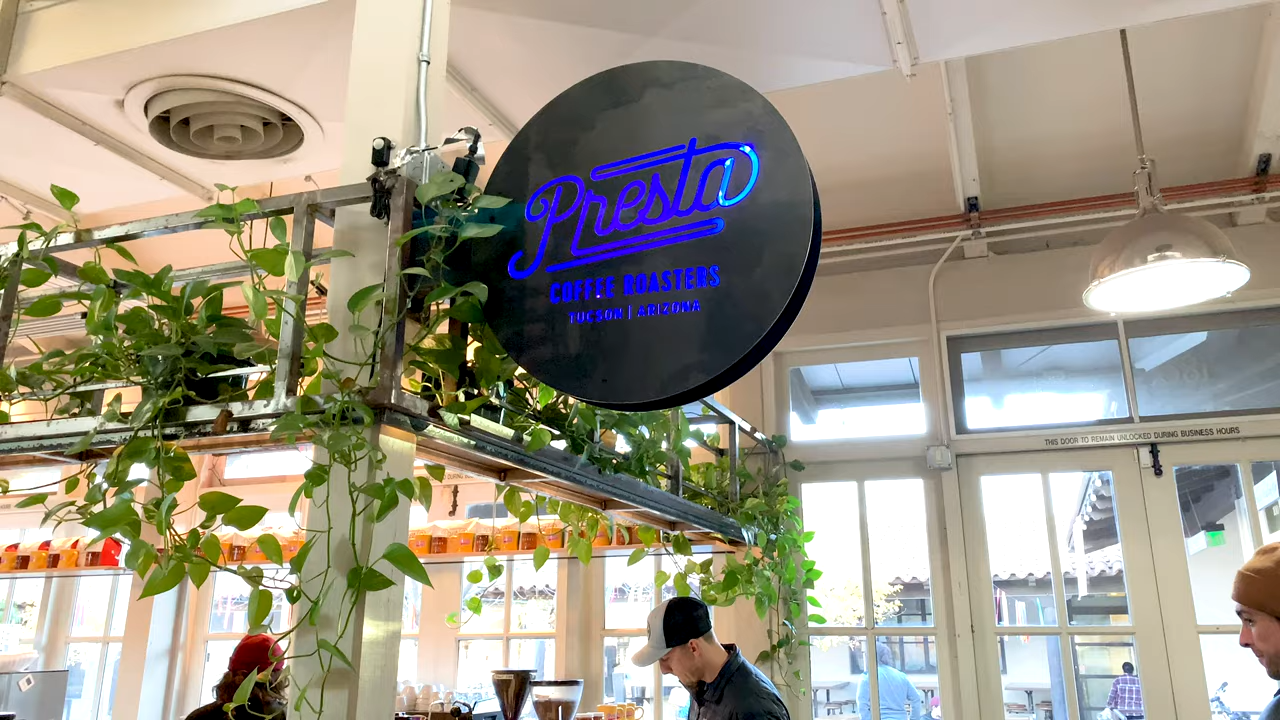 Presta
COFFEE ROASTERS
TUCSON | ARIZONA
THIS DOOR TO REMAIN UNLOCKED DURING BUSINESS HOURS